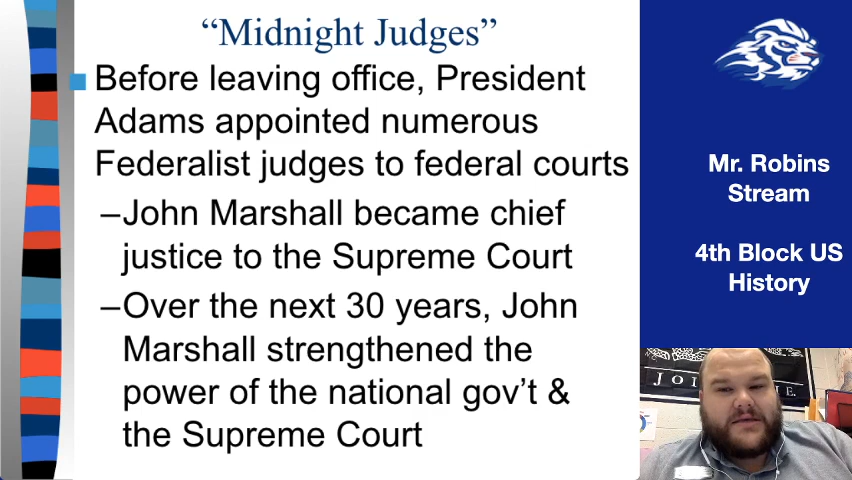 “Midnight Judges”
Before leaving office, President
Adams appointed numerous
Federalist judges to federal courts
–John Marshall became chief
justice to the Supreme Court
–Over the next 30 years, John
Marshall strengthened the
power of the national gov’t &
the Supreme Court
Mr. Robins
Stream
4th Block US
History